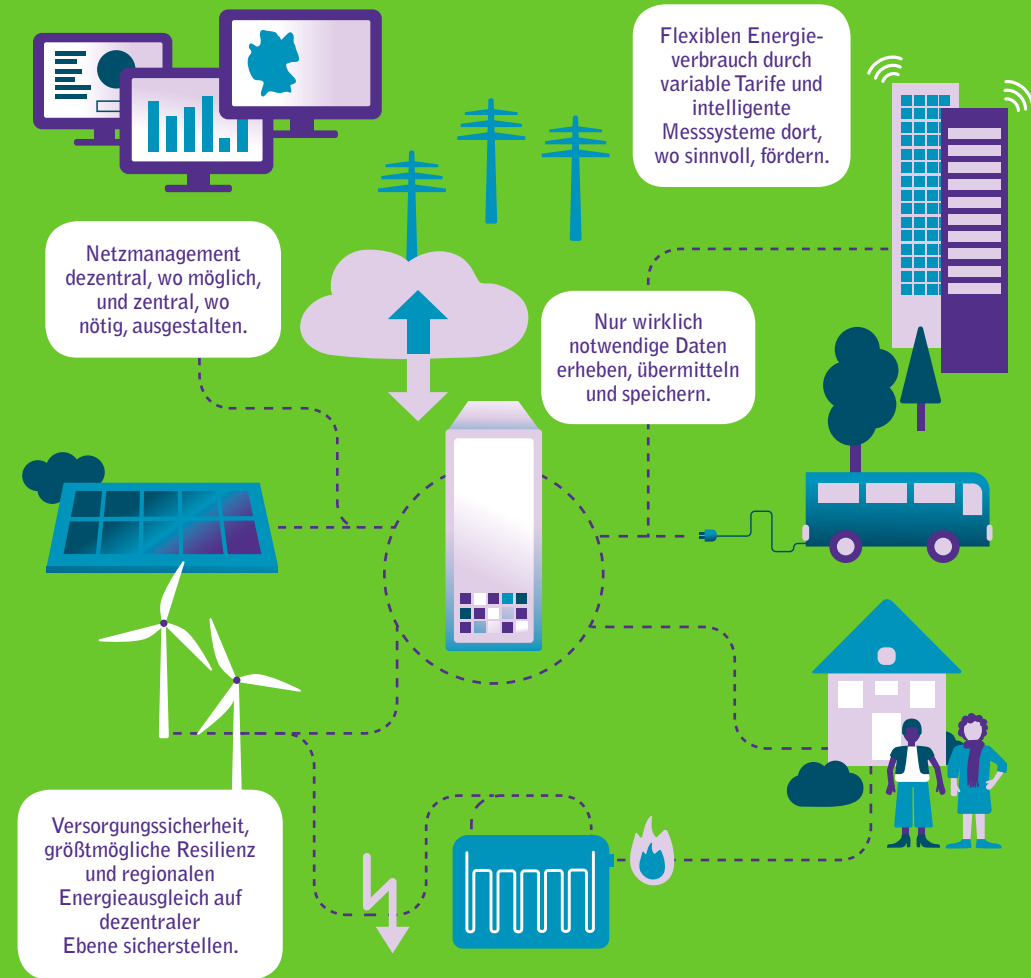 Flexiblen Energie-
verbrauch durch
variable Tarife und
intelligente
Messsysteme dort,
wo sinnvoll, fördern.
Netzmanagement
dezentral, wo möglich,
und zentral, wo
nötig, ausgestalten.
Nur wirklich
notwendige Daten
erheben, übermitteln
und speichern.
Versorgungssicherheit,
größtmögliche Resilienz
und regionalen
Energieausgleich auf
dezentraler
Ebene sicherstellen.